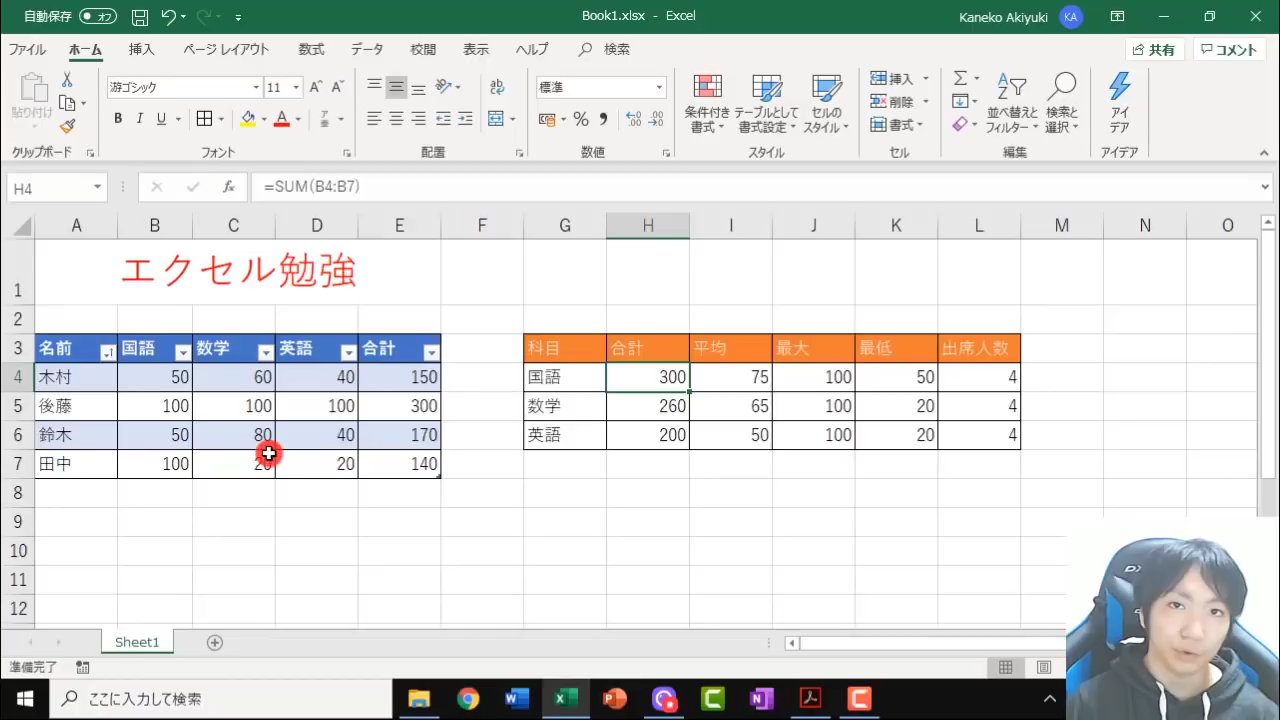 自動保存 オフ Book1.xlsx - Excel Kaneko Akiyuki KA
ファイル ホーム 挿入 ページ レイアウト 数式 データ 校閲 表示 ヘルプ 検索 共有 コメント
貼り付け 游ゴシック 11 標準 条件付き書式 テーブルとして書式設定 セルのスタイル 挿入 削除 書式 並べ替えとフィルター 検索と選択 アイデア
クリップボード フォント 配置 数値 スタイル セル 編集 アイデア
H4 fx =SUM(B4:B7)
A B C D E F G H I J K L M N O
1 エクセル勉強
2
3 名前 国語 数学 英語 合計 科目 合計 平均 最大 最低 出席人数
4 木村 50 60 40 150 国語 300 75 100 50 4
5 後藤 100 100 100 300 数学 260 65 100 20 4
6 鈴木 50 80 40 170 英語 200 50 100 20 4
7 田中 100 20 20 140
8
9
10
11
12
Sheet1
準備完了
ここに入力して検索